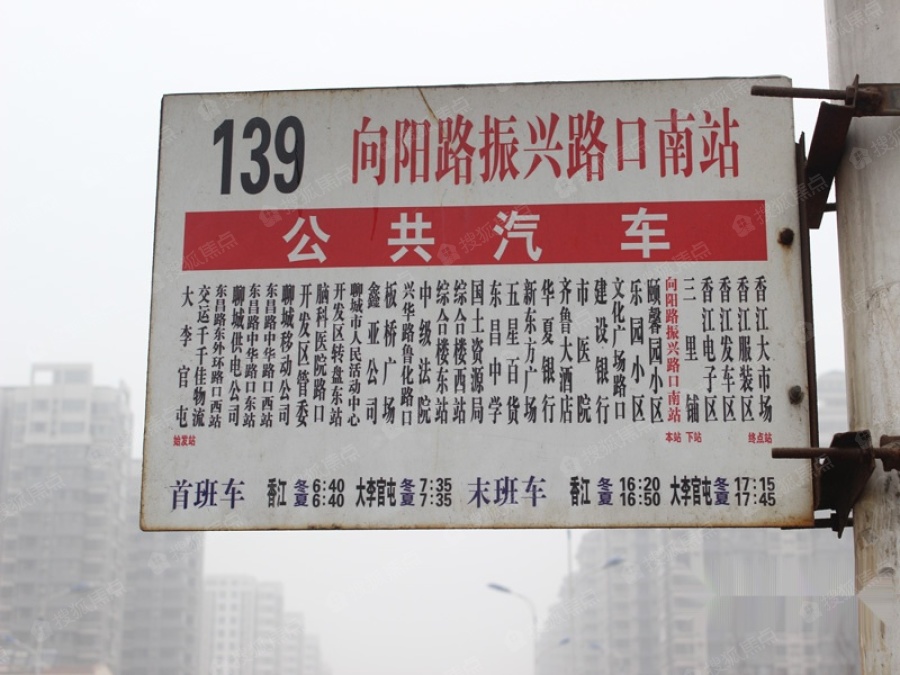 139 向阳路振兴路口南站
公共汽车
大李官屯
交运千千佳物流
东昌路东外环路口西站
聊城供电公司
东昌路中华路口东站
东昌路中华路口西站
聊城移动公司
开发区管委
脑科医院路口
开发区转盘东站
聊城市人民活动中心
鑫亚公司
板桥广场
兴华路鲁化路口
中级法院
综合楼东站
综合楼西站
国土资源局
东昌中学
五星百货
新东方广场
华夏银行
齐鲁大酒店
市医院
建设银行
文化广场路口
乐园小区
颐馨园小区
向阳路振兴路口南站
三里铺
香江电子区
香江发车区
香江服装区
香江大市场
始发站
本站 下站
终点站
首班车 香江 冬 6:40 夏 6:40 大李官屯 冬 7:35 夏 7:35 末班车 香江 冬 16:20 夏 16:50 大李官屯 冬 17:15 夏 17:45
搜狐焦点